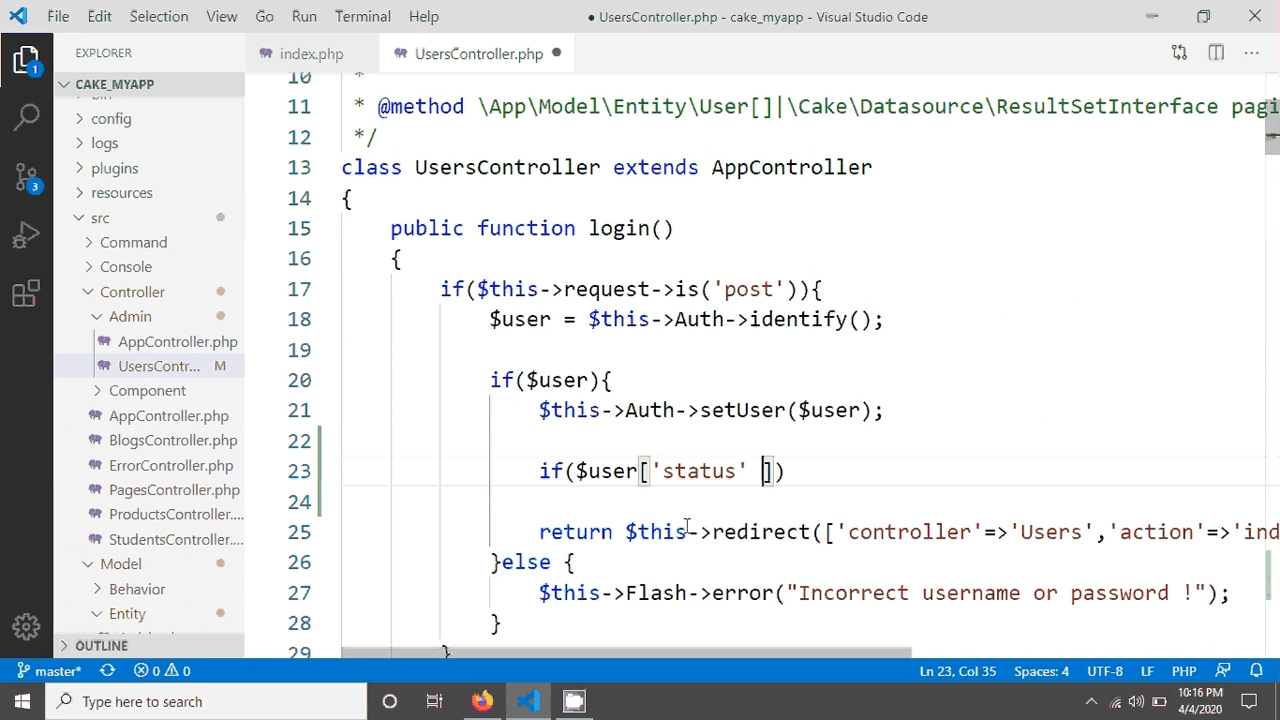 File Edit Selection View Go Run Terminal Help ● UsersController.php - cake_myapp - Visual Studio Code
EXPLORER
index.php UsersController.php ●
CAKE_MYAPP
config
logs
plugins
resources
src
Command
Console
Controller
Admin
AppController.php
UsersContr... M
Component
AppController.php
BlogsController.php
ErrorController.php
PagesController.php
ProductsController....
StudentsController....
Model
Behavior
Entity
OUTLINE
1
3
10 *
11 * @method \App\Model\Entity\User[]|\Cake\Datasource\ResultSetInterface pagi
12 */
13 class UsersController extends AppController
14 {
15 public function login()
16 {
17 if($this->request->is('post')){
18 $user = $this->Auth->identify();
19
20 if($user){
21 $this->Auth->setUser($user);
22
23 if($user['status' ])
24
25 return $this->redirect(['controller'=>'Users','action'=>'ind
26 }else {
27 $this->Flash->error("Incorrect username or password !");
28 }
29 }
master* 0 0 Ln 23, Col 35 Spaces: 4 UTF-8 LF PHP
Type here to search
10:16 PM
4/4/2020